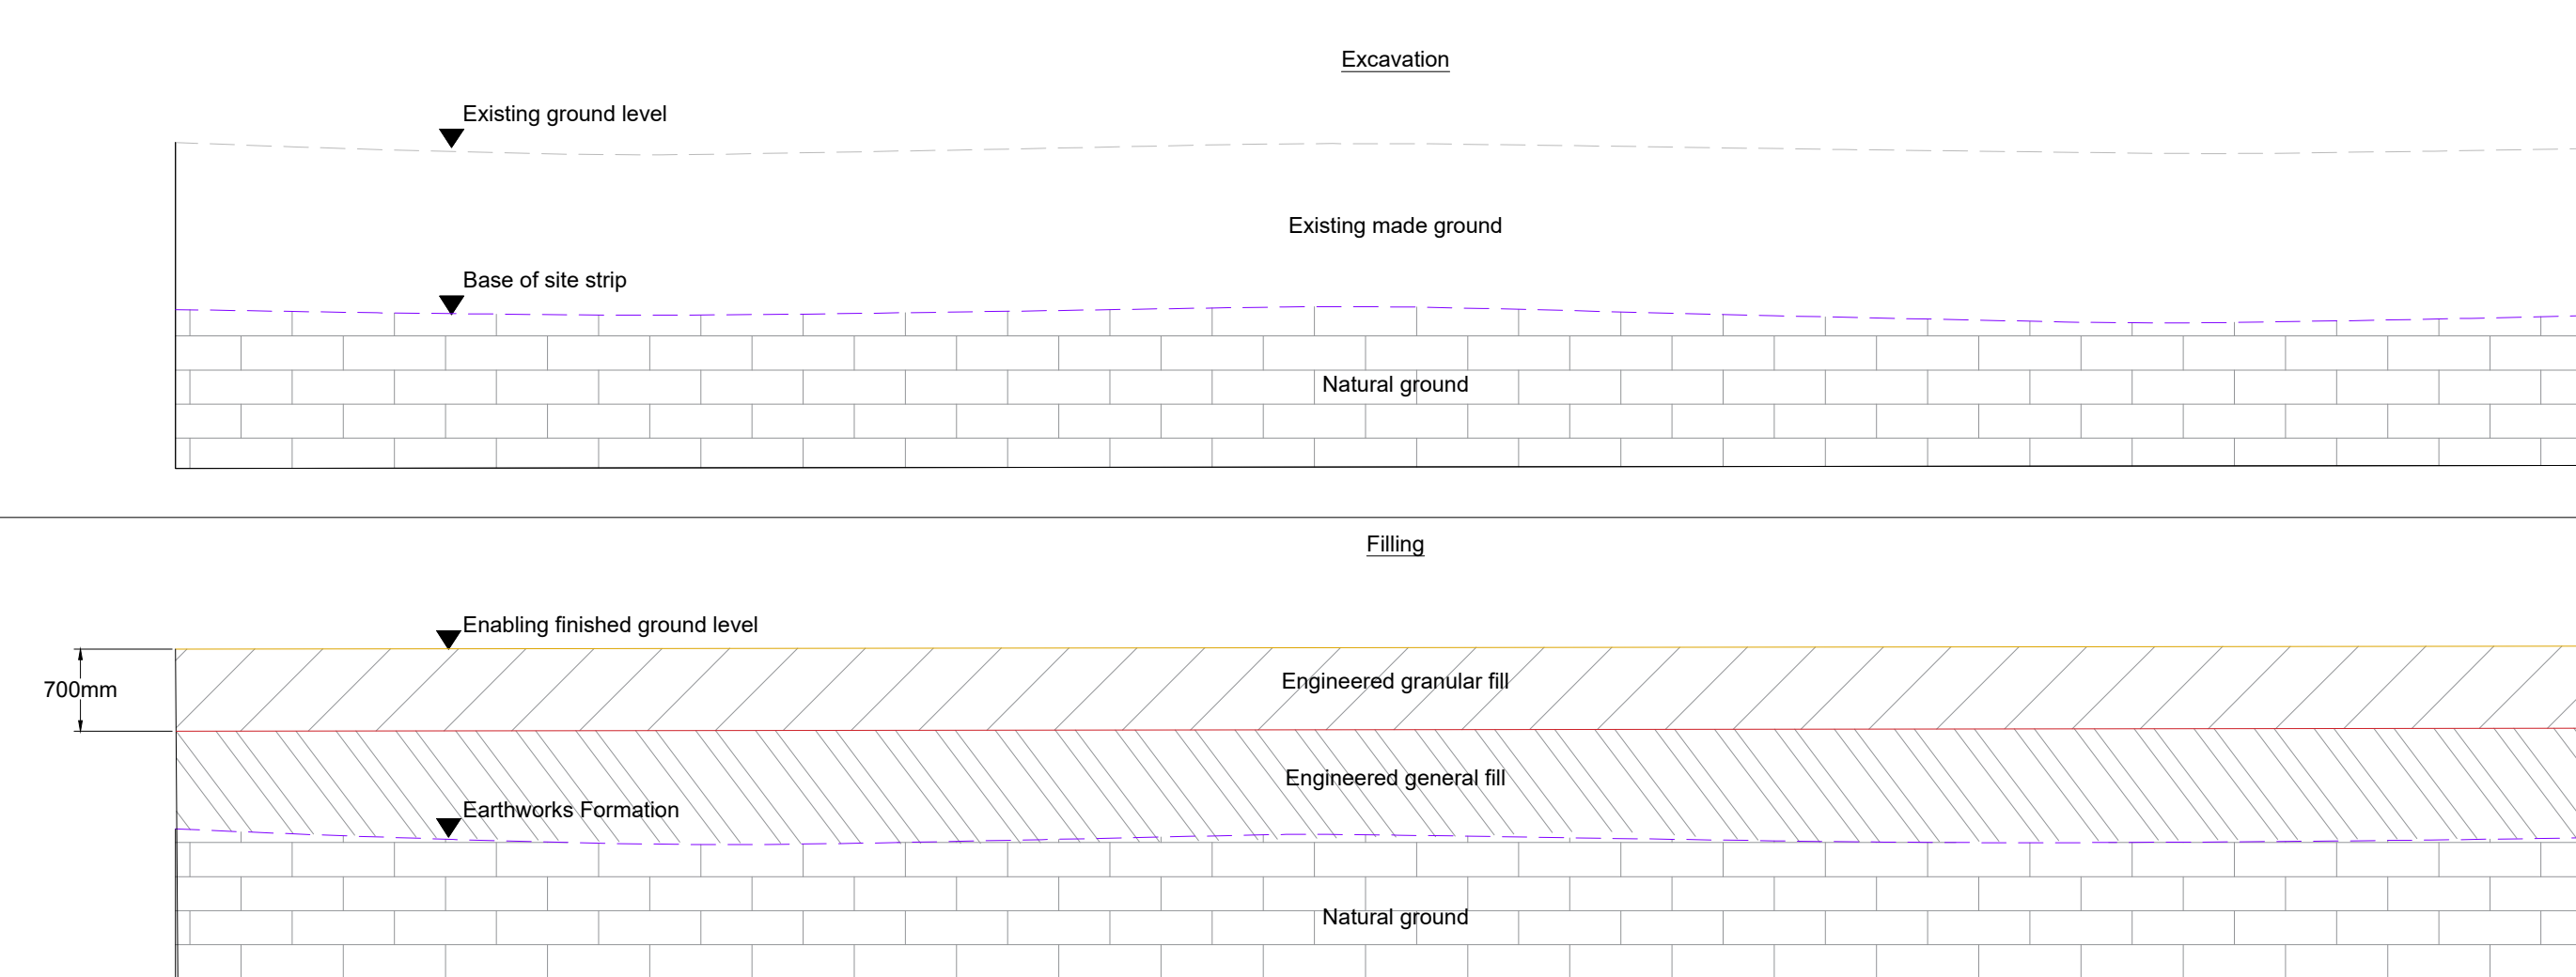 Excavation
Existing ground level
Existing made ground
Base of site strip
Natural ground
Filling
Enabling finished ground level
Engineered granular fill
700mm
Engineered general fill
Earthworks Formation
Natural ground